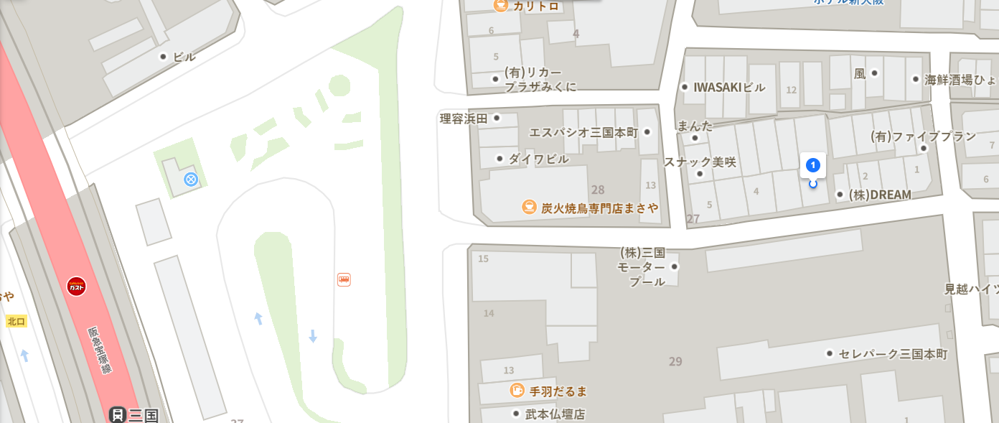 カリトロ
6
4
5
(有)リカー
プラザみくに
ビル
IWASAKIビル
12
風
海鮮酒場ひょ
理容浜田
エスパシオ三国本町
まんた
(有)ファイブプラン
7
ダイワビル
スナック美咲
1
2
1
6
13
28
4
(株)DREAM
5
炭火焼鳥専門店まさや
27
15
(株)三国
モーター
プール
ガスト
見越ハイツ
14
北口
阪急宝塚線
29
セレパーク三国本町
13
手羽だるま
武本仏壇店
三国
1